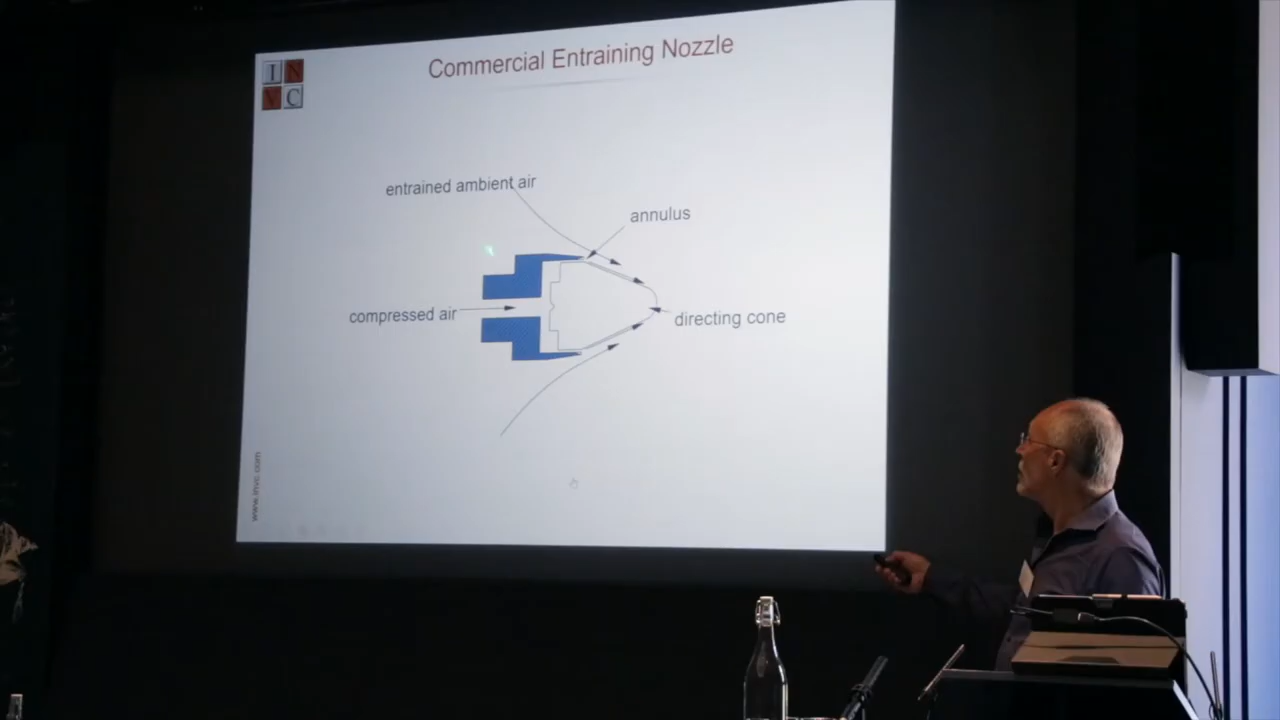 Commercial Entraining Nozzle
I N
V C
entrained ambient air
annulus
compressed air
directing cone
www.invc.com